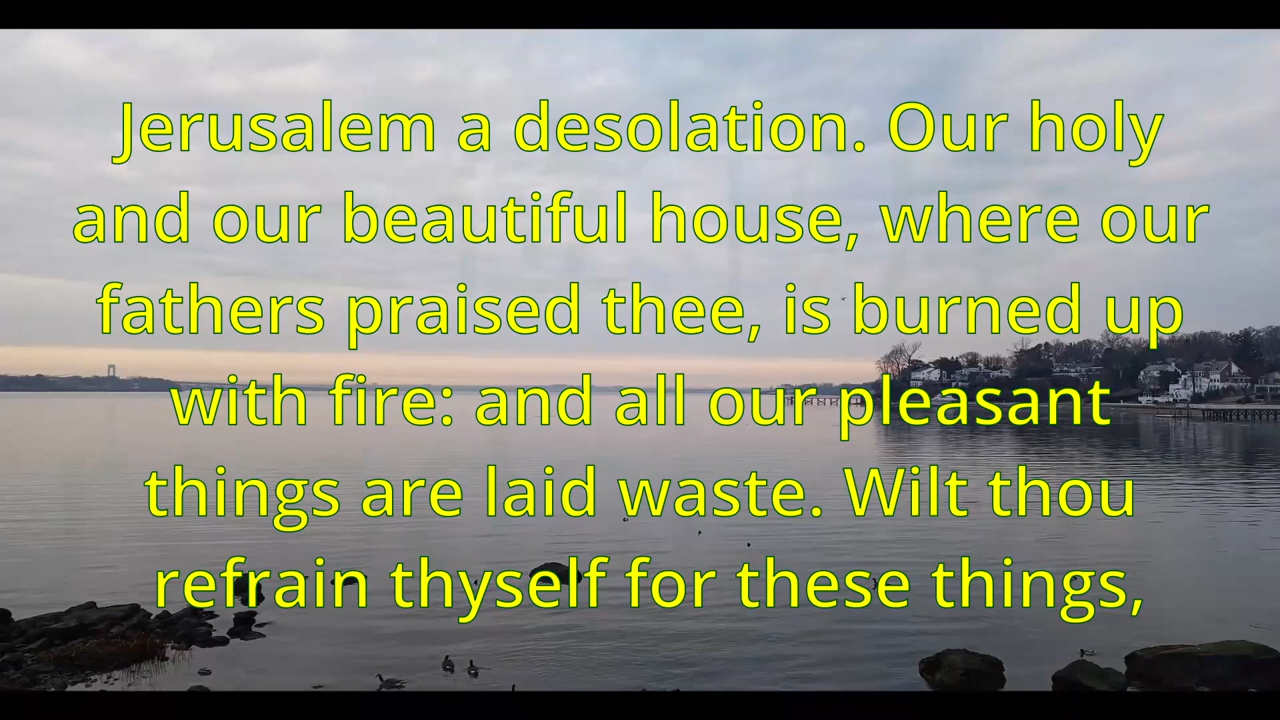 Jerusalem a desolation. Our holy
and our beautiful house, where our
fathers praised thee, is burned up
with fire: and all our pleasant
things are laid waste. Wilt thou
refrain thyself for these things,